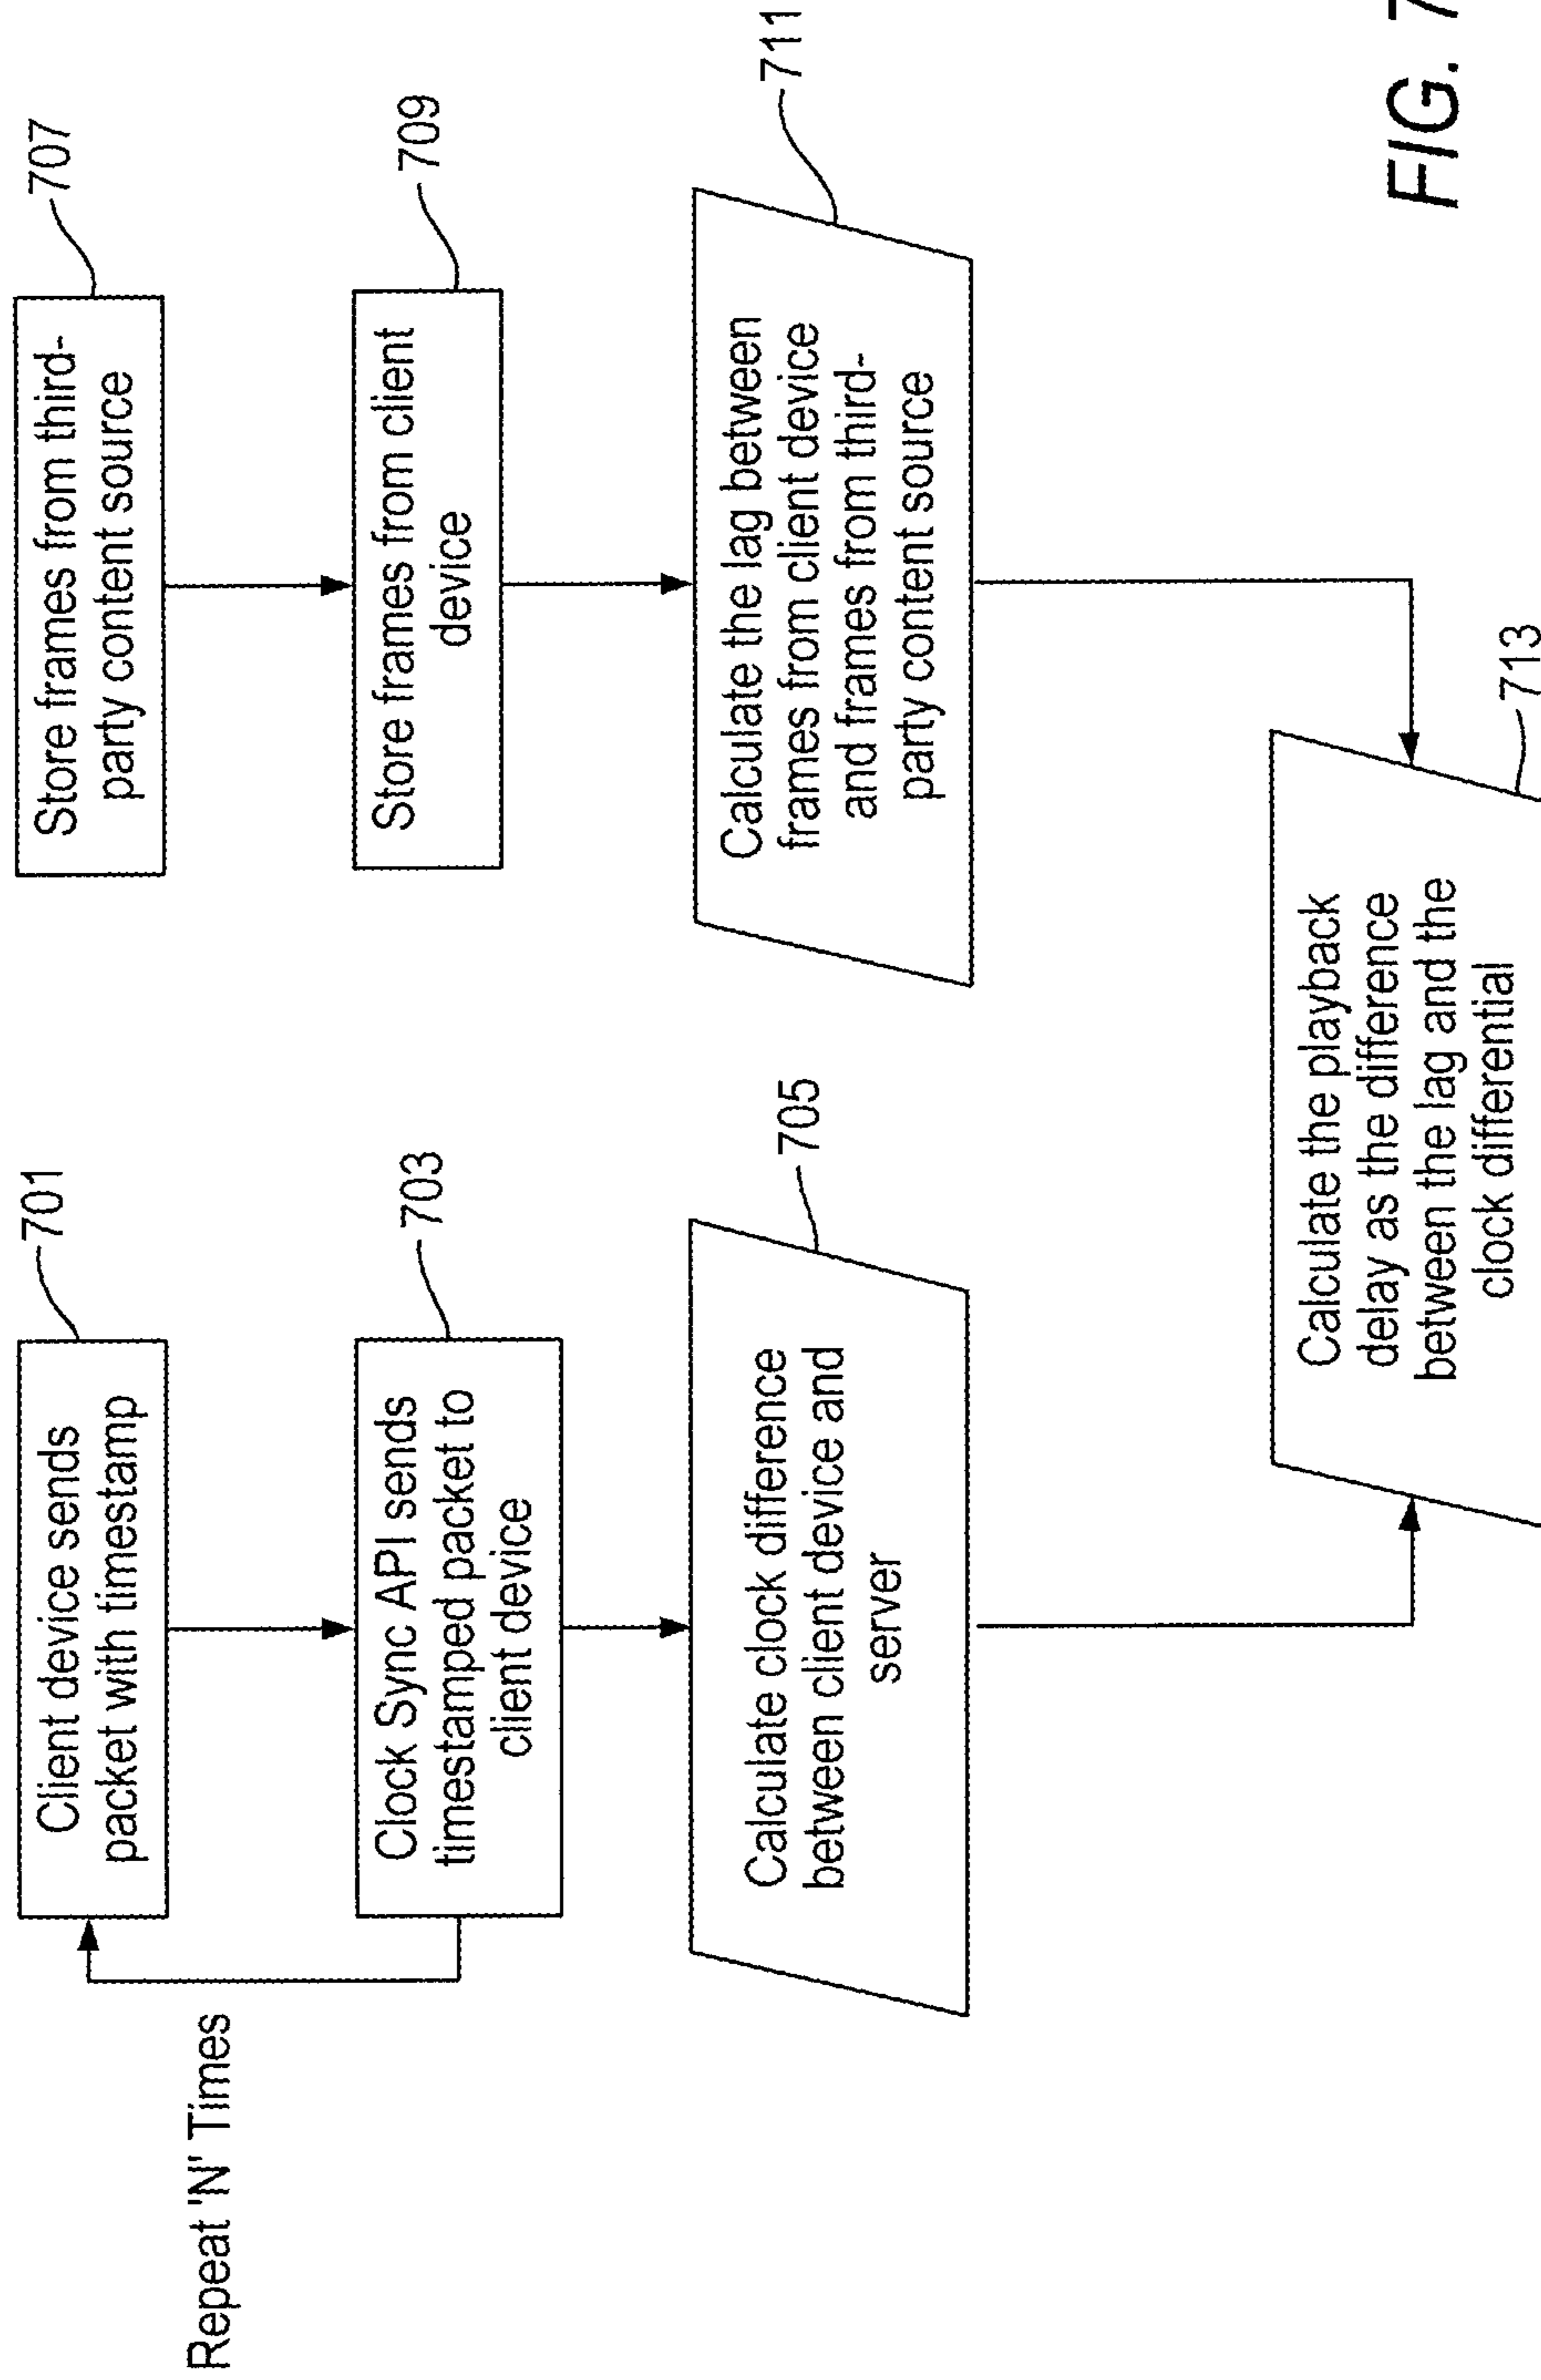 Repeat 'N' Times
Client device sends
packet with timestamp
701
Clock Sync API sends
timestamped packet to
client device
703
Calculate clock difference
between client device and
server
705
Store frames from third-
party content source
707
Store frames from client
device
709
Calculate the lag between
frames from client device
and frames from third-
party content source
711
Calculate the playback
delay as the difference
between the lag and the
clock differential
713
FIG. 7